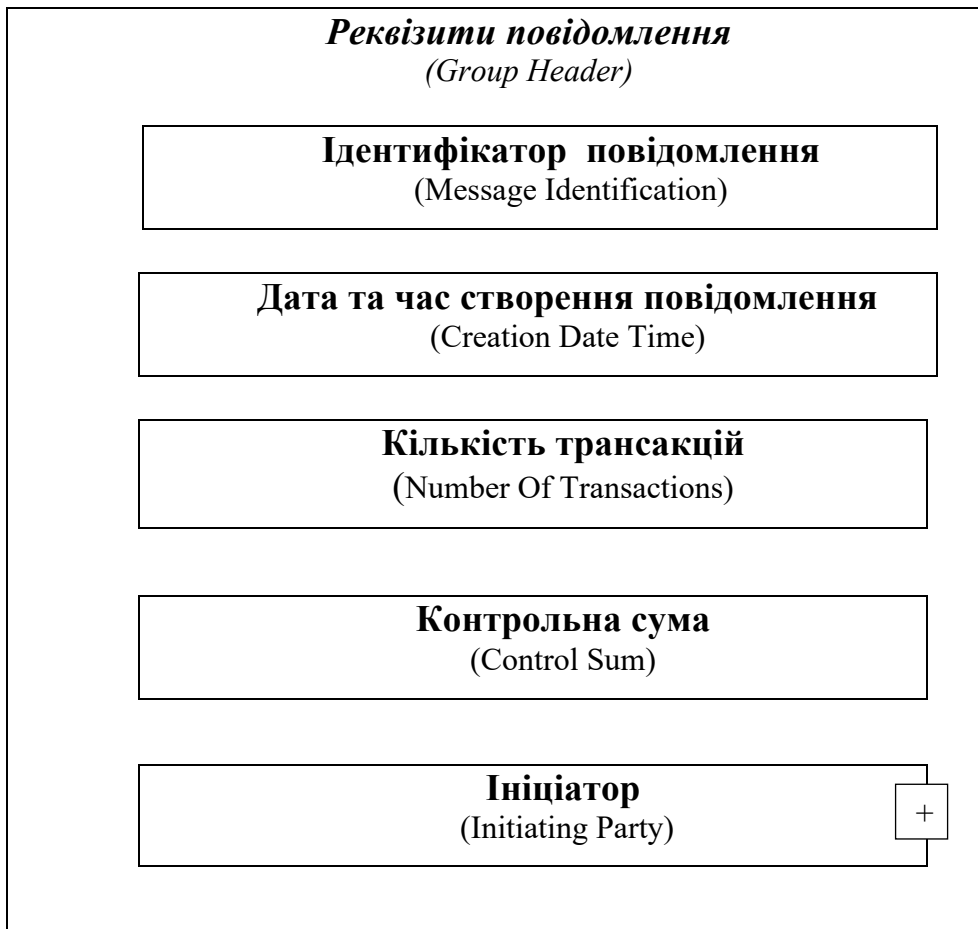 Реквізити повідомлення
(Group Header)
Ідентифікатор повідомлення
(Message Identification)
Дата та час створення повідомлення
(Creation Date Time)
Кількість трансакцій
(Number Of Transactions)
Контрольна сума
(Control Sum)
Ініціатор
(Initiating Party)
+